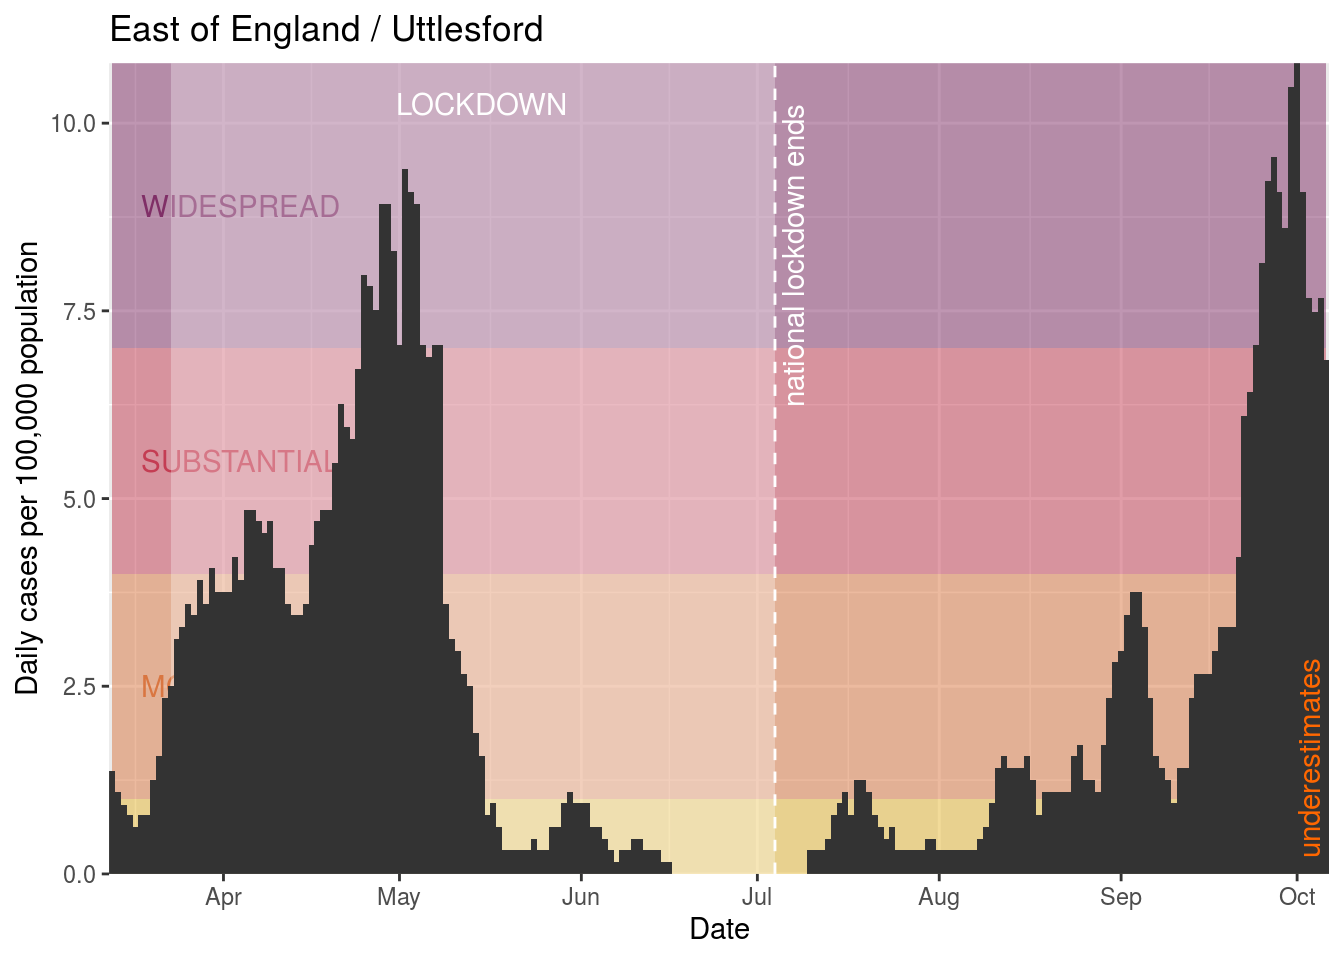 East of England / Uttlesford
LOCKDOWN
WIDESPREAD
SUBSTANTIAL
national lockdown ends
underestimates
Daily cases per 100,000 population
10.0
7.5
5.0
2.5
0.0
Apr May Jun Jul Aug Sep Oct
Date